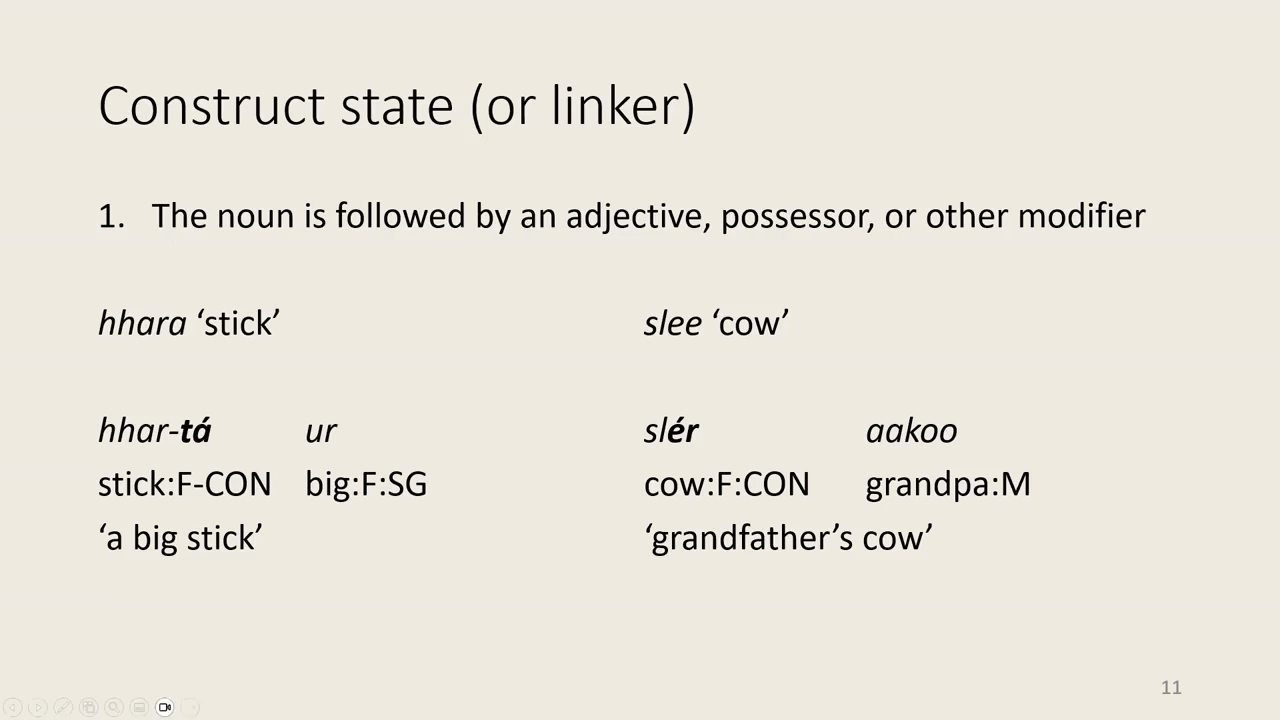 Construct state (or linker)
1. The noun is followed by an adjective, possessor, or other modifier
hhara ‘stick’ slee ‘cow’
hhar-tá ur slér aakoo
stick:F-CON big:F:SG cow:F:CON grandpa:M
‘a big stick’ ‘grandfather’s cow’
11